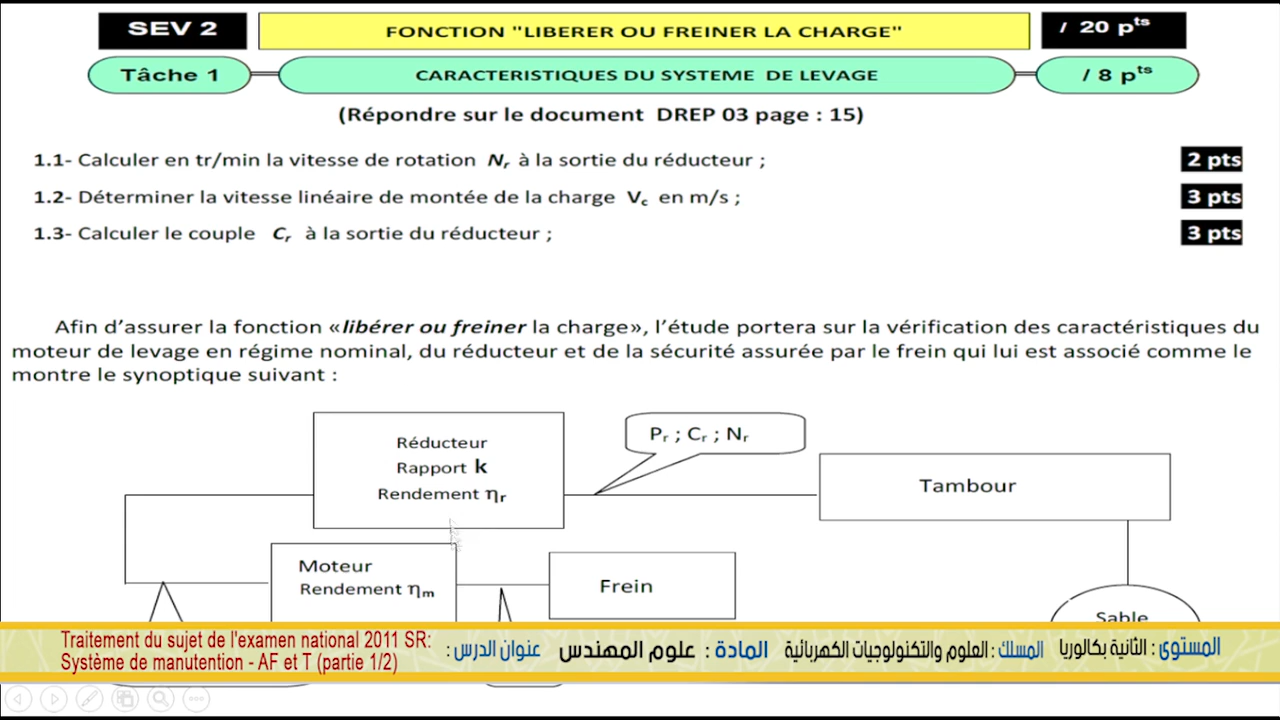 SEV 2
FONCTION "LIBERER OU FREINER LA CHARGE"
/ 20 pts
Tâche 1
CARACTERISTIQUES DU SYSTEME DE LEVAGE
/ 8 pts
(Répondre sur le document DREP 03 page : 15)
1.1- Calculer en tr/min la vitesse de rotation Nr à la sortie du réducteur ; 2 pts
1.2- Déterminer la vitesse linéaire de montée de la charge Vc en m/s ; 3 pts
1.3- Calculer le couple Cr à la sortie du réducteur ; 3 pts
Afin d'assurer la fonction «libérer ou freiner la charge», l'étude portera sur la vérification des caractéristiques du
moteur de levage en régime nominal, du réducteur et de la sécurité assurée par le frein qui lui est associé comme le
montre le synoptique suivant :
Réducteur
Rapport k
Rendement ηr
Pr ; Cr ; Nr
Tambour
Moteur
Rendement ηm
Frein
Sable
المستوى : الثانية بكالوريا
المسلك : العلوم والتكنولوجيات الكهربائية
المادة : علوم المهندس
عنوان الدرس :
Traitement du sujet de l'examen national 2011 SR:
Système de manutention - AF et T (partie 1/2)